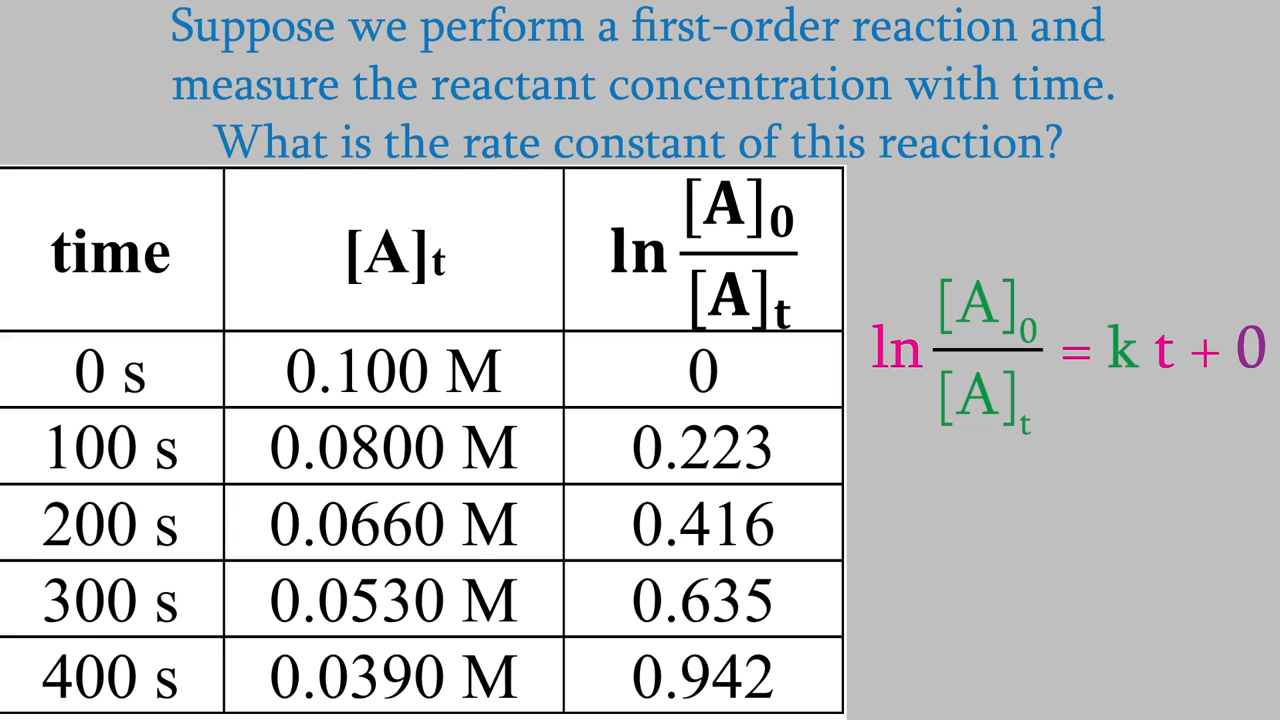 Suppose we perform a first-order reaction and
measure the reactant concentration with time.
What is the rate constant of this reaction?
time [A]t ln [A]0/[A]t
0 s 0.100 M 0
100 s 0.0800 M 0.223
200 s 0.0660 M 0.416
300 s 0.0530 M 0.635
400 s 0.0390 M 0.942
ln [A]0/[A]t = k t + 0